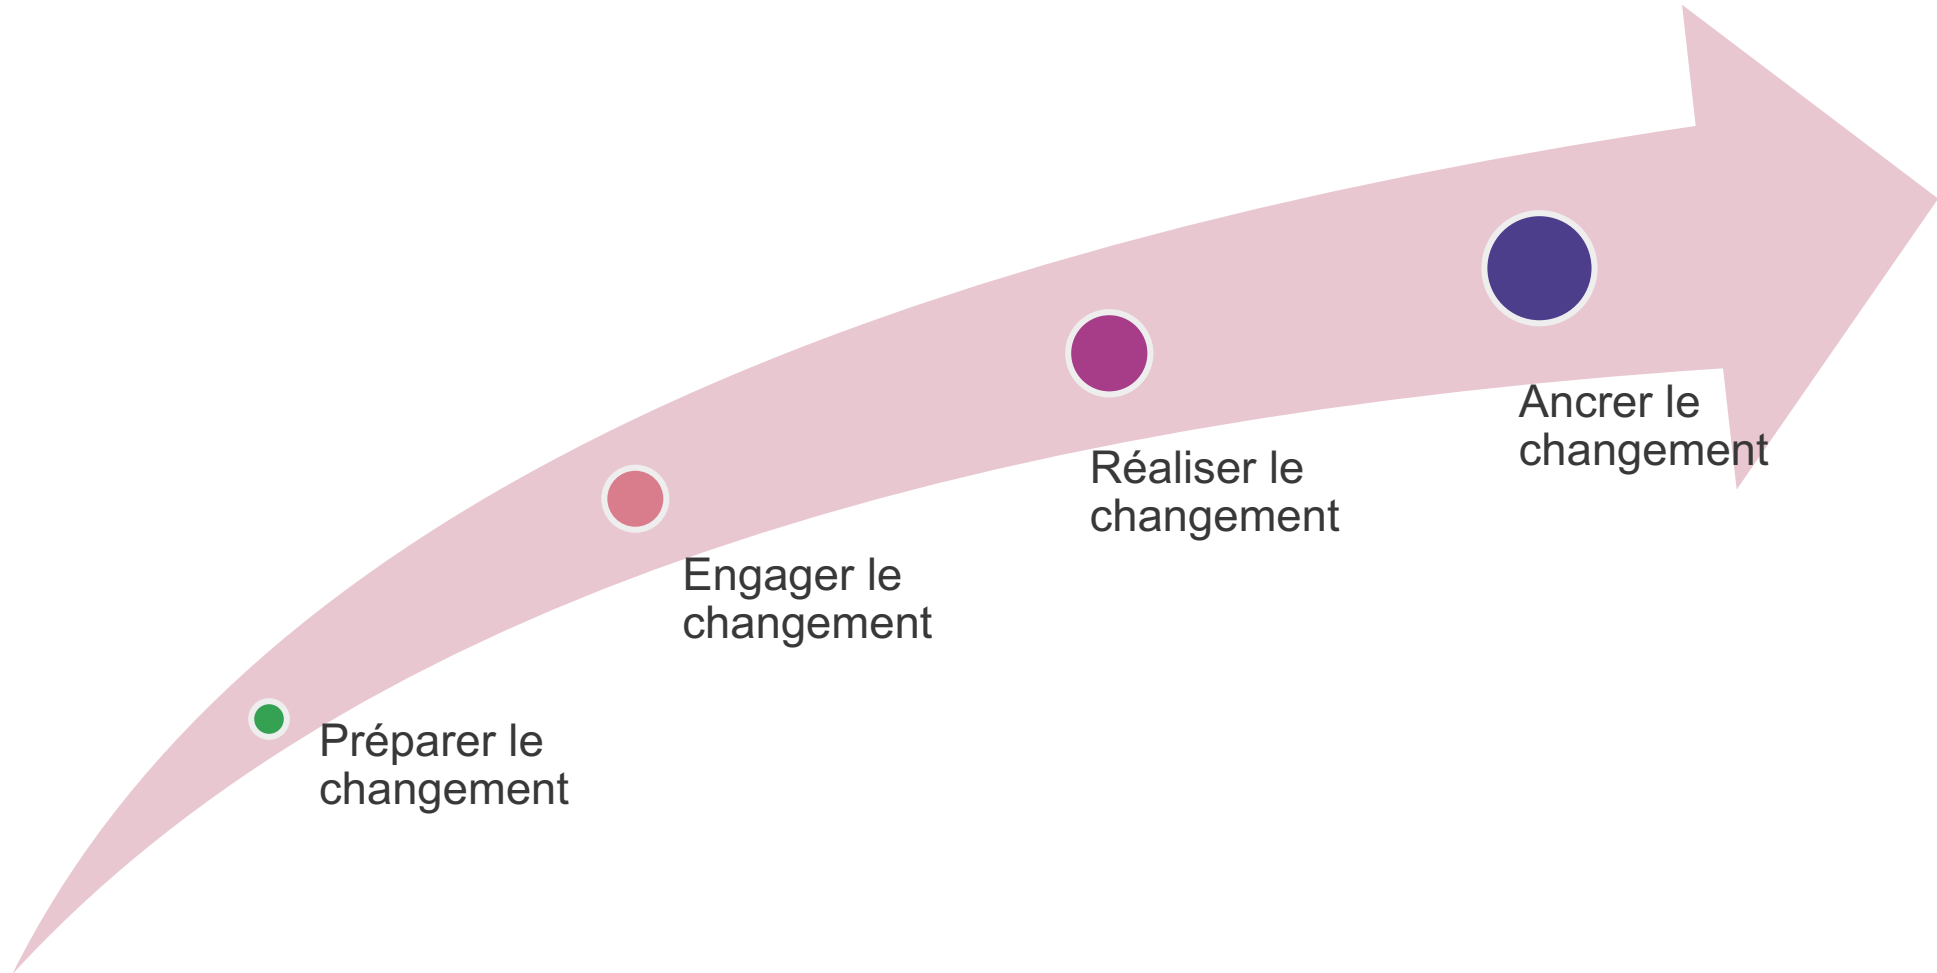 Préparer le
changement
Engager le
changement
Réaliser le
changement
Ancrer le
changement